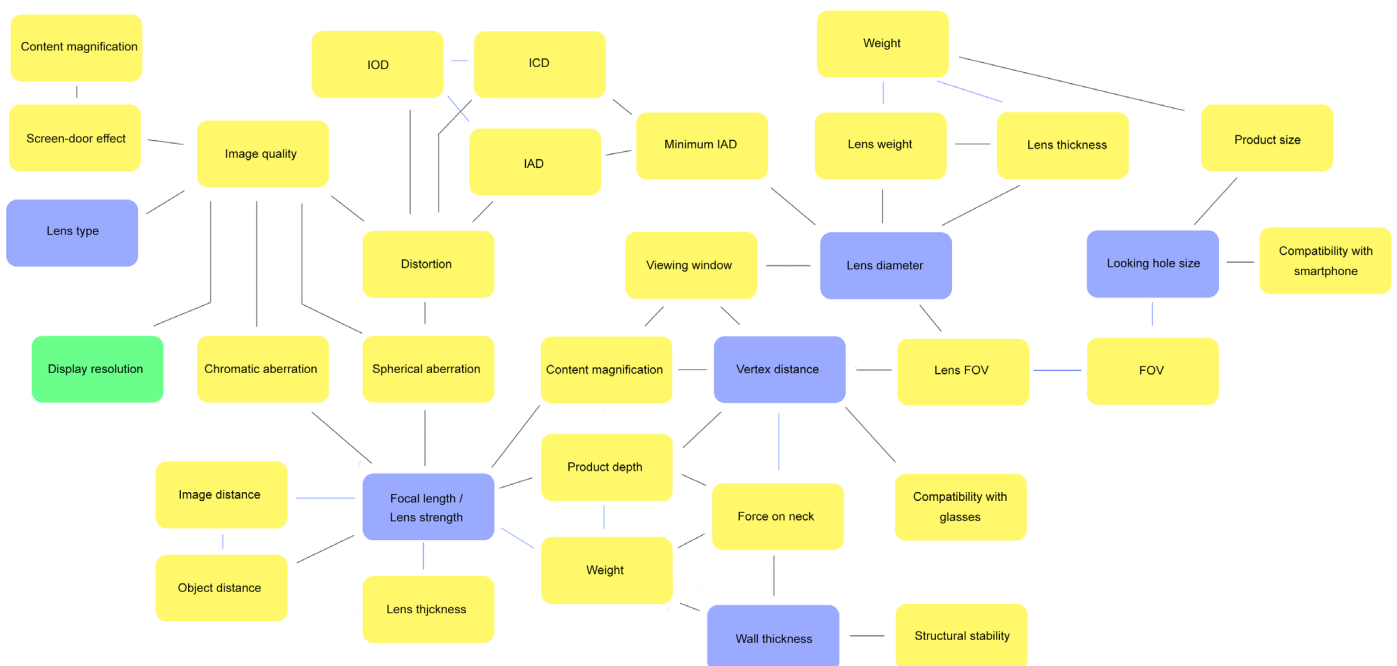 Content magnification
IOD
ICD
Weight
Screen-door effect
Image quality
IAD
Minimum IAD
Lens weight
Lens thickness
Product size
Lens type
Distortion
Viewing window
Lens diameter
Looking hole size
Compatibility with
smartphone
Display resolution
Chromatic aberration
Spherical aberration
Content magnification
Vertex distance
Lens FOV
FOV
Image distance
Focal length /
Lens strength
Product depth
Force on neck
Compatibility with
glasses
Object distance
Lens thjckness
Weight
Wall thickness
Structural stability